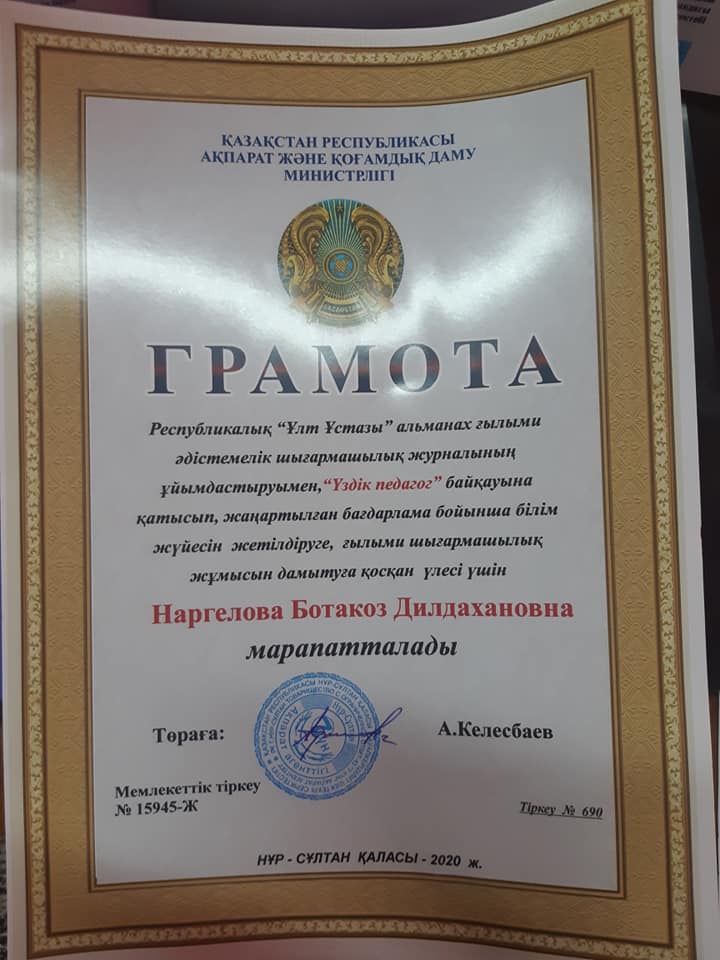 ҚАЗАҚСТАН РЕСПУБЛИКАСЫ
АҚПАРАТ ЖӘНЕ ҚОҒАМДЫҚ ДАМУ
МИНИСТРЛІГІ
ҚАЗАҚСТАН
ГРАМОТА
Республикалық “Ұлт Ұстазы” альманах ғылыми
әдістемелік шығармашылық журналының
ұйымдастыруымен,“Үздік педагог” байқауына
қатысып, жаңартылған бағдарлама бойынша білім
жүйесін жетілдіруге, ғылыми шығармашылық
жұмысын дамытуға қосқан үлесі үшін
Наргелова Ботакоз Дилдахановна
марапатталады
Төраға:
А.Келесбаев
Мемлекеттік тіркеу
№ 15945-Ж
Тіркеу № 690
НҰР - СҰЛТАН ҚАЛАСЫ - 2020 ж.